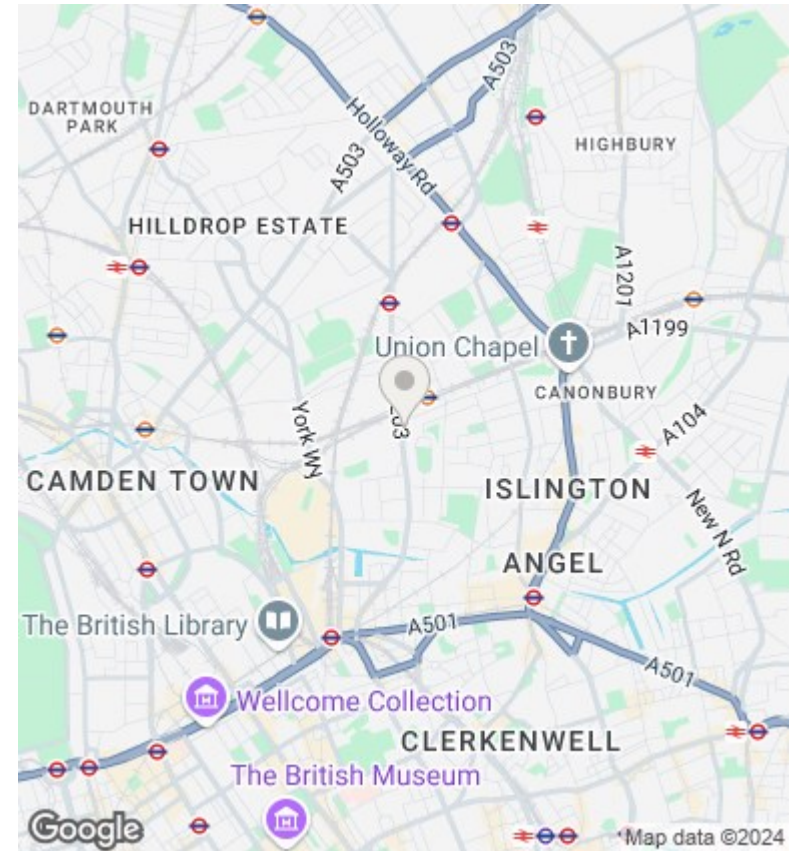 A503
DARTMOUTH
PARK
Holloway Rd
HIGHBURY
A503
HILLDROP ESTATE
A1201
A1199
Union Chapel
CANONBURY
York Wy
A104
CAMDEN TOWN
ISLINGTON
New N Rd
ANGEL
The British Library
A501
A501
Wellcome Collection
CLERKENWELL
The British Museum
Google
Map data ©2024